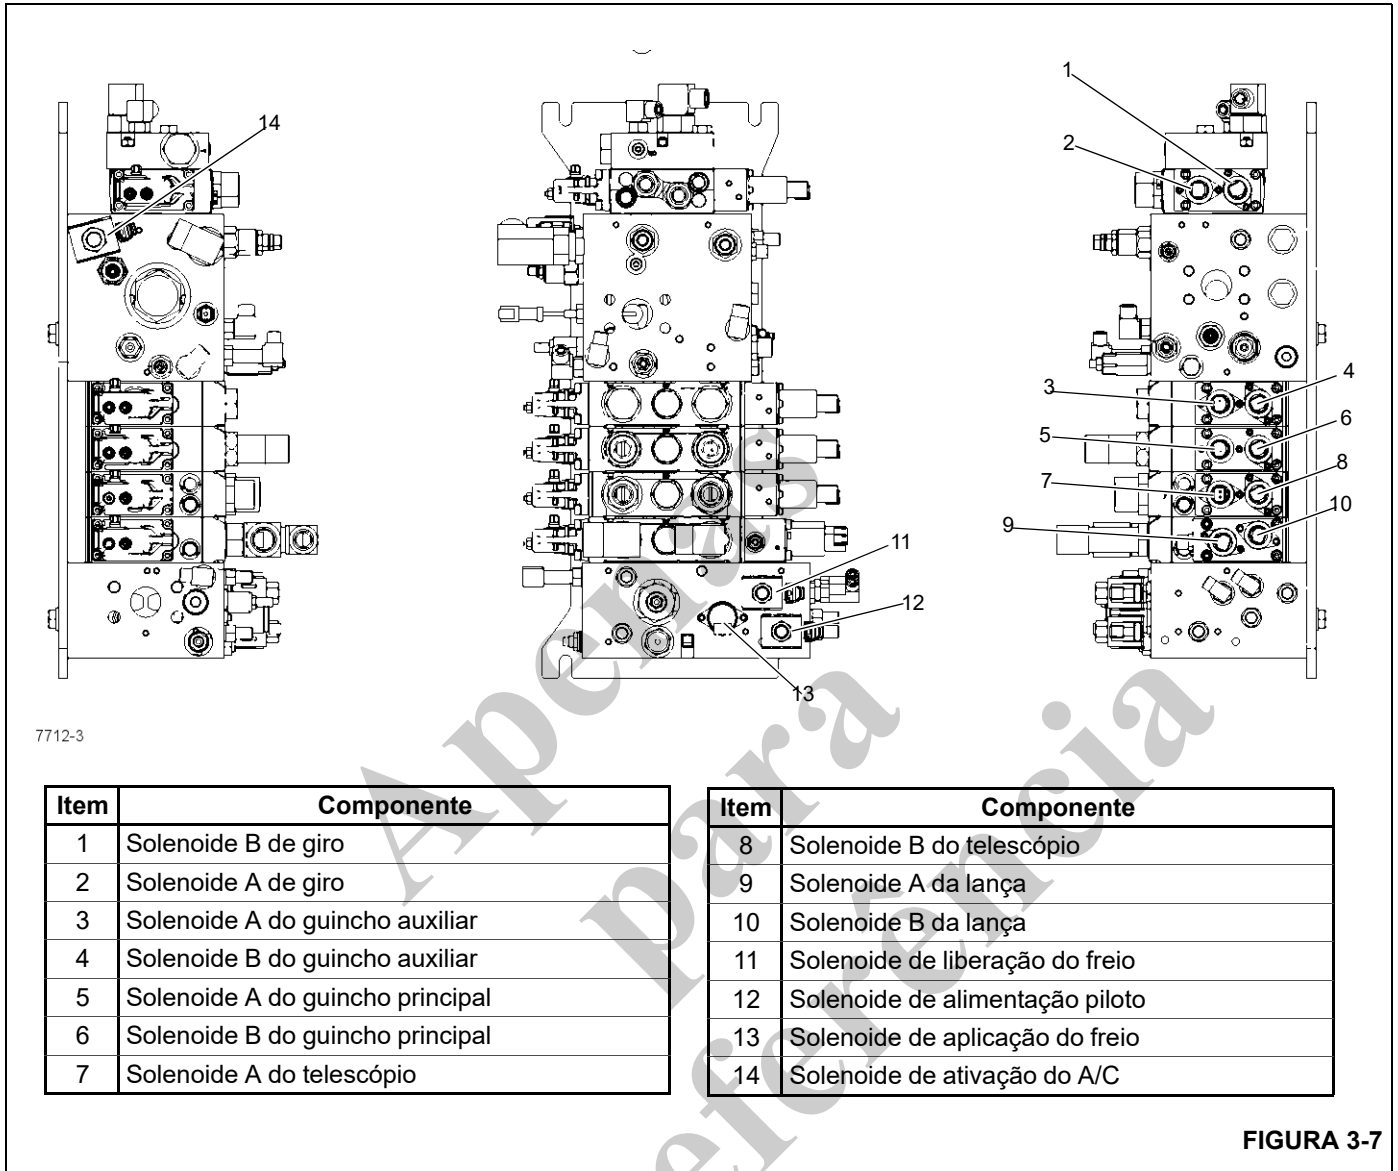 1
2
14
3
4
5
6
7
8
9
10
11
12
13
7712-3
Item Componente
1 Solenoide B de giro
2 Solenoide A de giro
3 Solenoide A do guincho auxiliar
4 Solenoide B do guincho auxiliar
5 Solenoide A do guincho principal
6 Solenoide B do guincho principal
7 Solenoide A do telescópio
Item Componente
8 Solenoide B do telescópio
9 Solenoide A da lança
10 Solenoide B da lança
11 Solenoide de liberação do freio
12 Solenoide de alimentação piloto
13 Solenoide de aplicação do freio
14 Solenoide de ativação do A/C
FIGURA 3-7
Apenas
para
eferência